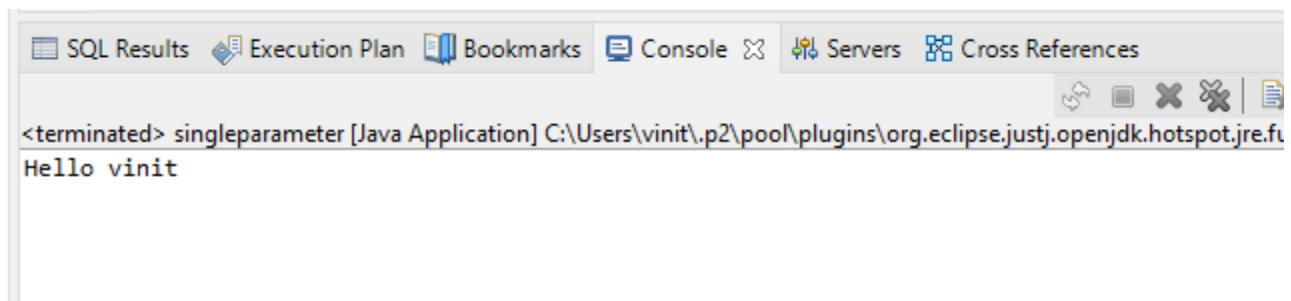 SQL Results Execution Plan Bookmarks Console Servers Cross References
<terminated> singleparameter [Java Application] C:\Users\vinit\.p2\pool\plugins\org.eclipse.justj.openjdk.hotspot.jre.fu
Hello vinit